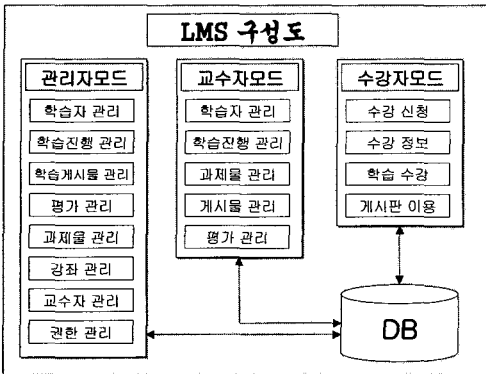 LMS 구성도
관리자모드
학습자 관리
학습진행 관리
학습게시물 관리
평가 관리
과제물 관리
강좌 관리
교수자 관리
권한 관리
교수자모드
학습자 관리
학습진행 관리
과제물 관리
게시물 관리
평가 관리
수강자모드
수강 신청
수강 정보
학습 수강
게시판 이용
DB